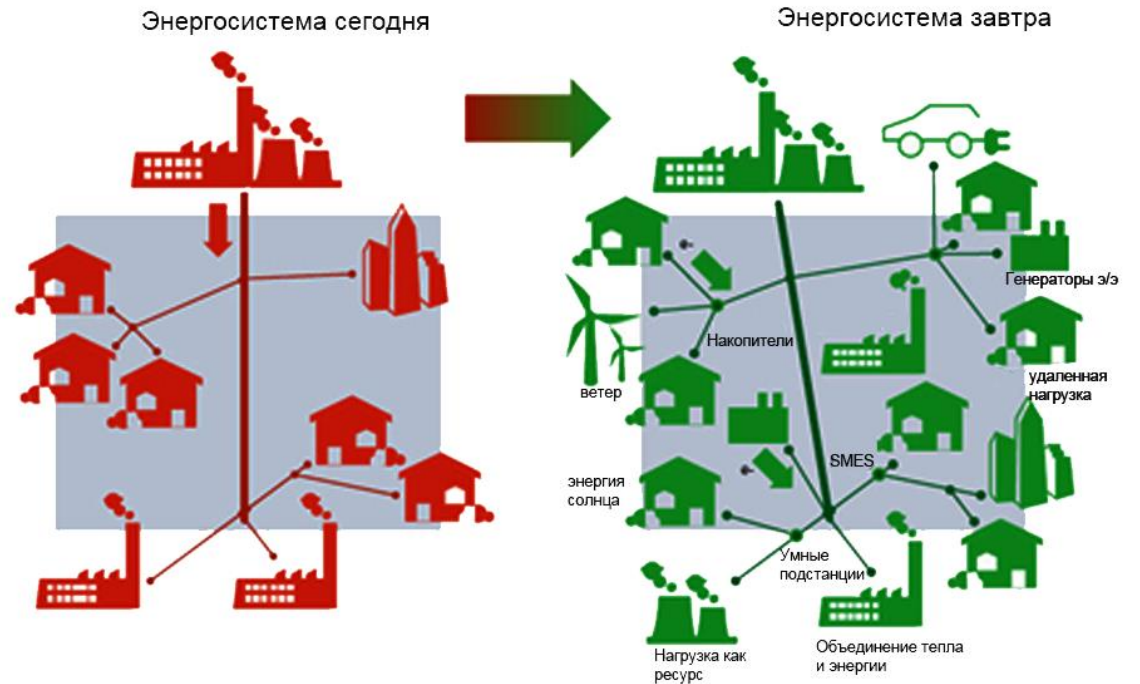 Энергосистема сегодня
Энергосистема завтра
Генераторы э/э
Накопители
ветер
удаленная
нагрузка
SMES
энергия
солнца
Умные
подстанции
Нагрузка как
ресурс
Объединение тепла
и энергии